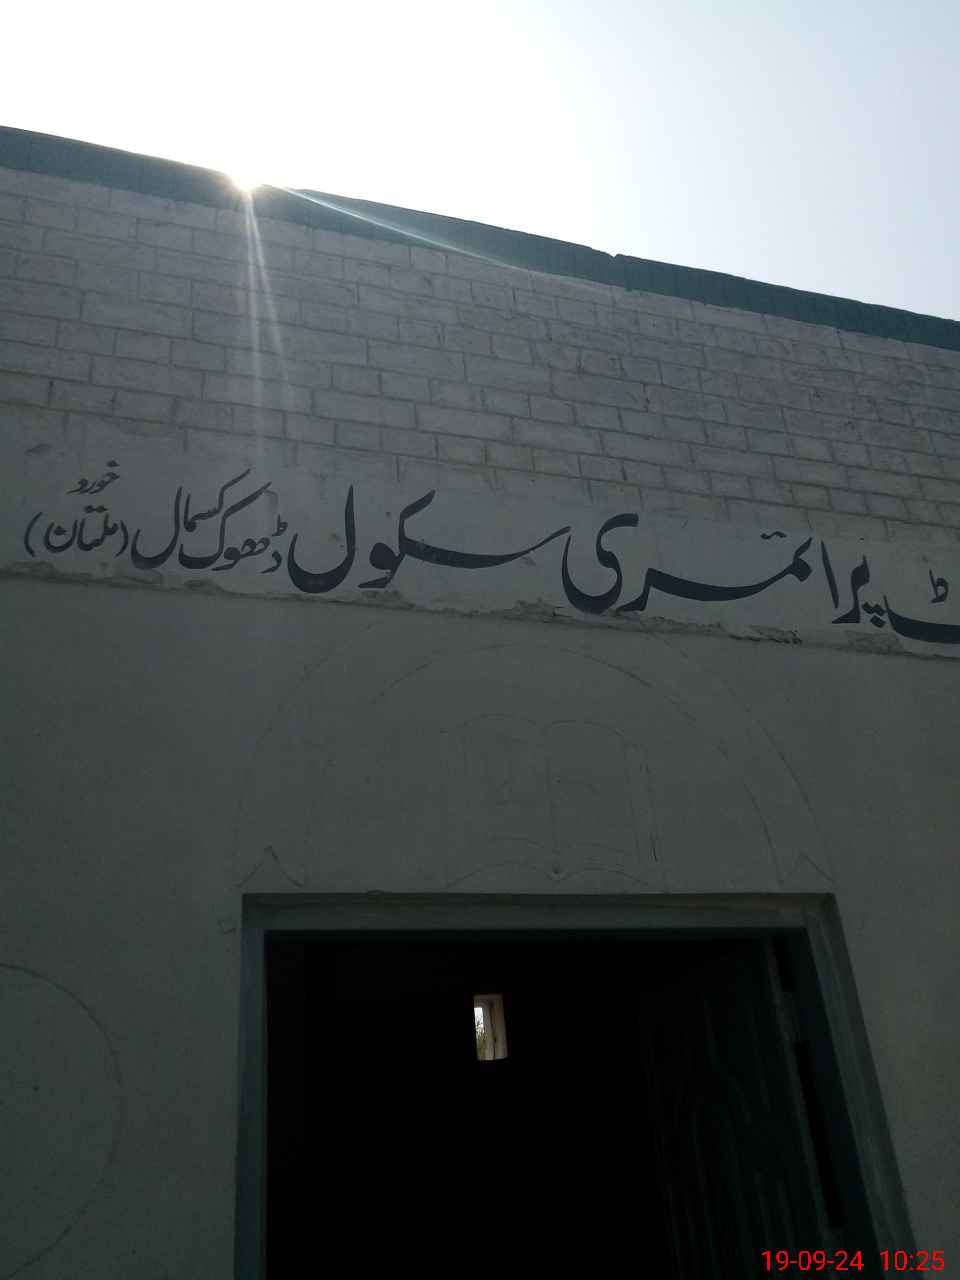 ٹ پرائمری سکول ڈھوک کسمال (ملتان خورد)
19-09-24 10:25